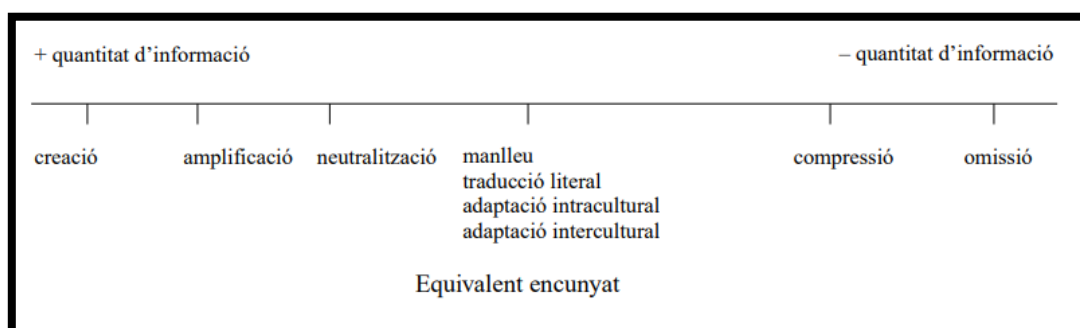 + quantitat d’informació – quantitat d’informació
creació amplificació neutralització manlleu compressió omissió
traducció literal
adaptació intracultural
adaptació intercultural
Equivalent encunyat